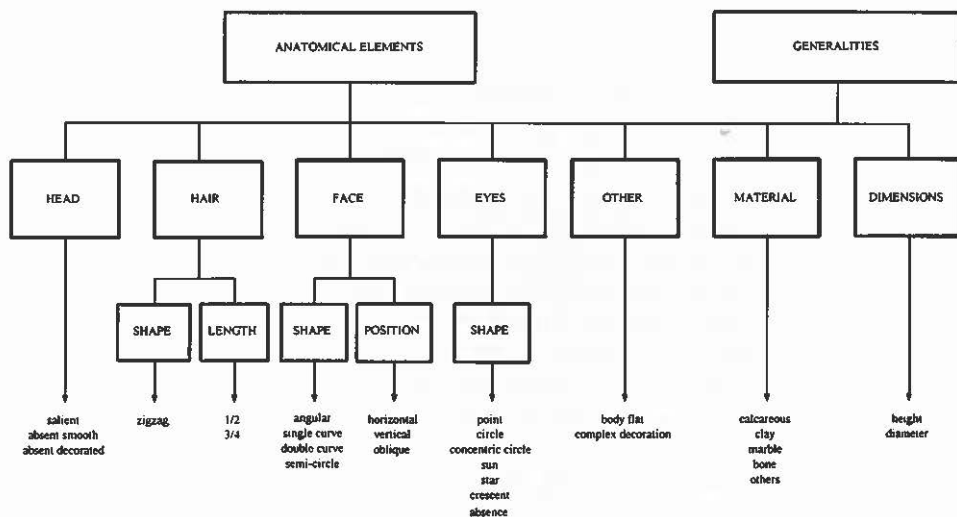 ANATOMICAL ELEMENTS
GENERALITIES
HEAD
HAIR
FACE
EYES
OTHER
MATERIAL
DIMENSIONS
SHAPE
LENGTH
SHAPE
POSITION
SHAPE
salient
absent smooth
absent decorated
zigzag
1/2
3/4
angular
single curve
double curve
semi-circle
horizontal
vertical
oblique
point
circle
concentric circle
sun
star
crescent
absence
body flat
complex decoration
calcareous
clay
marble
bone
others
height
diameter